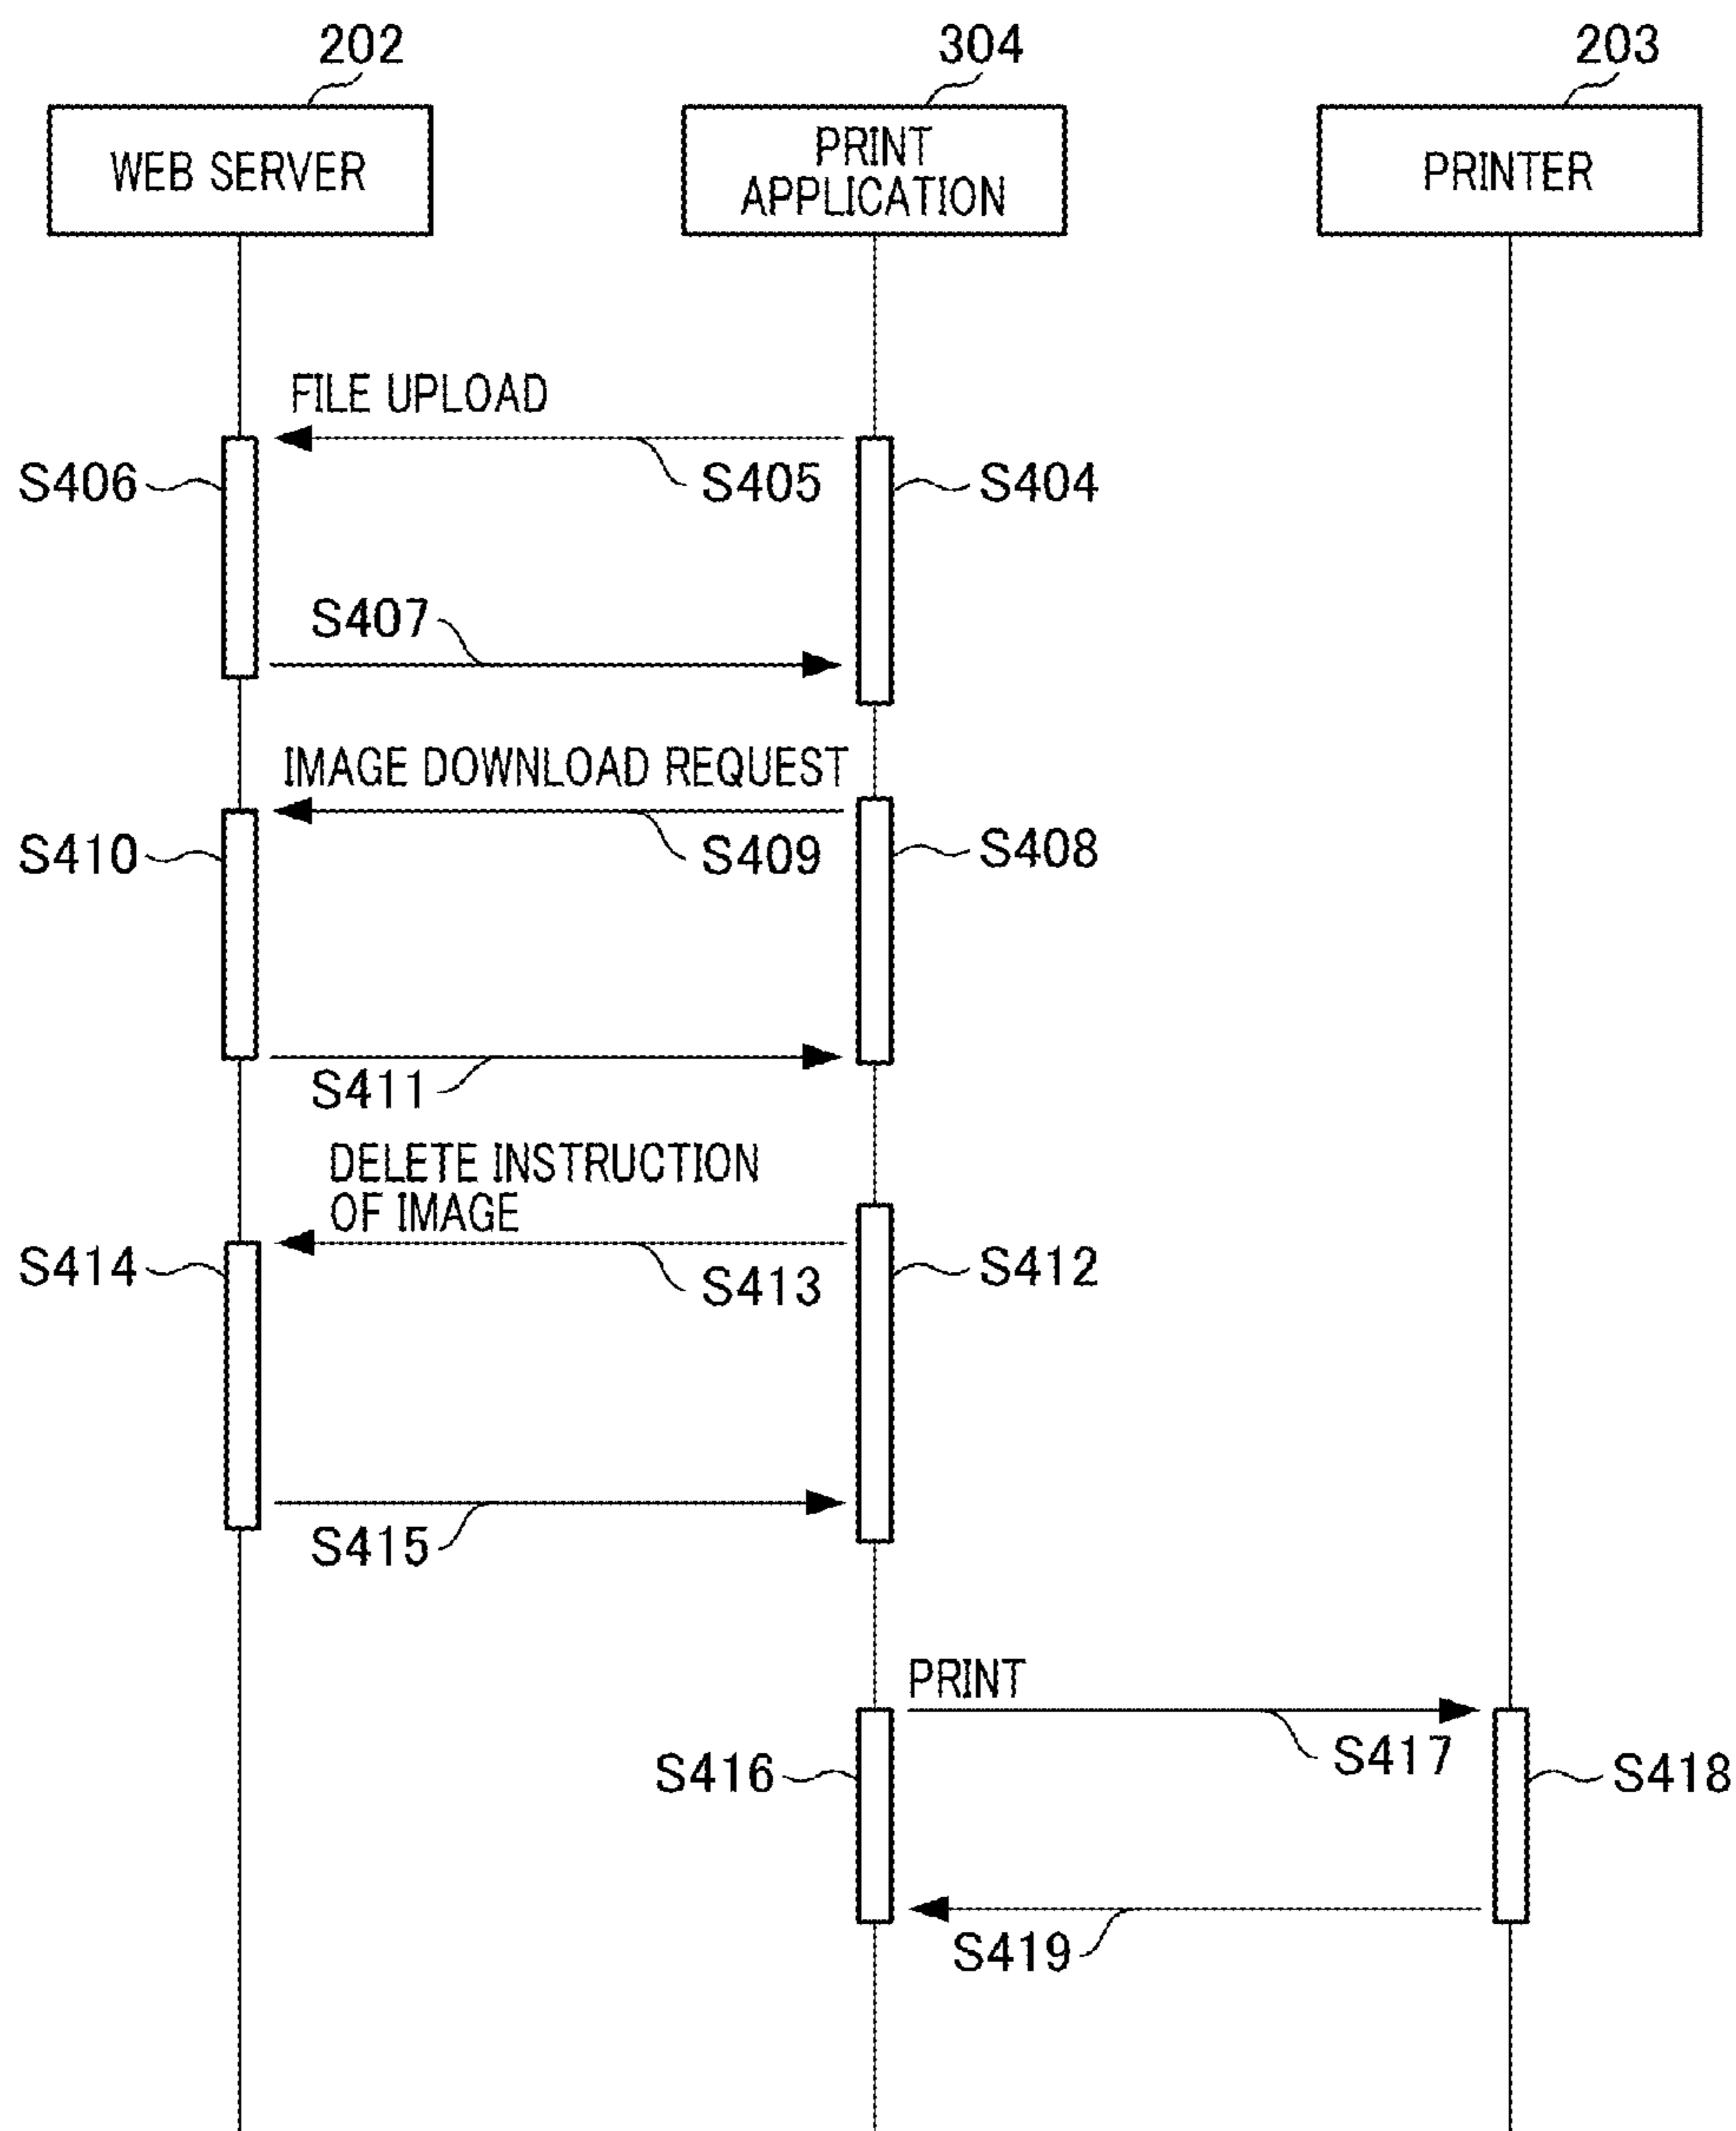 202
304
203
WEB SERVER
PRINT
APPLICATION
PRINTER
FILE UPLOAD
S406
S405
S404
S407
IMAGE DOWNLOAD REQUEST
S410
S409
S408
S411
DELETE INSTRUCTION
OF IMAGE
S414
S413
S412
S415
PRINT
S416
S417
S418
S419